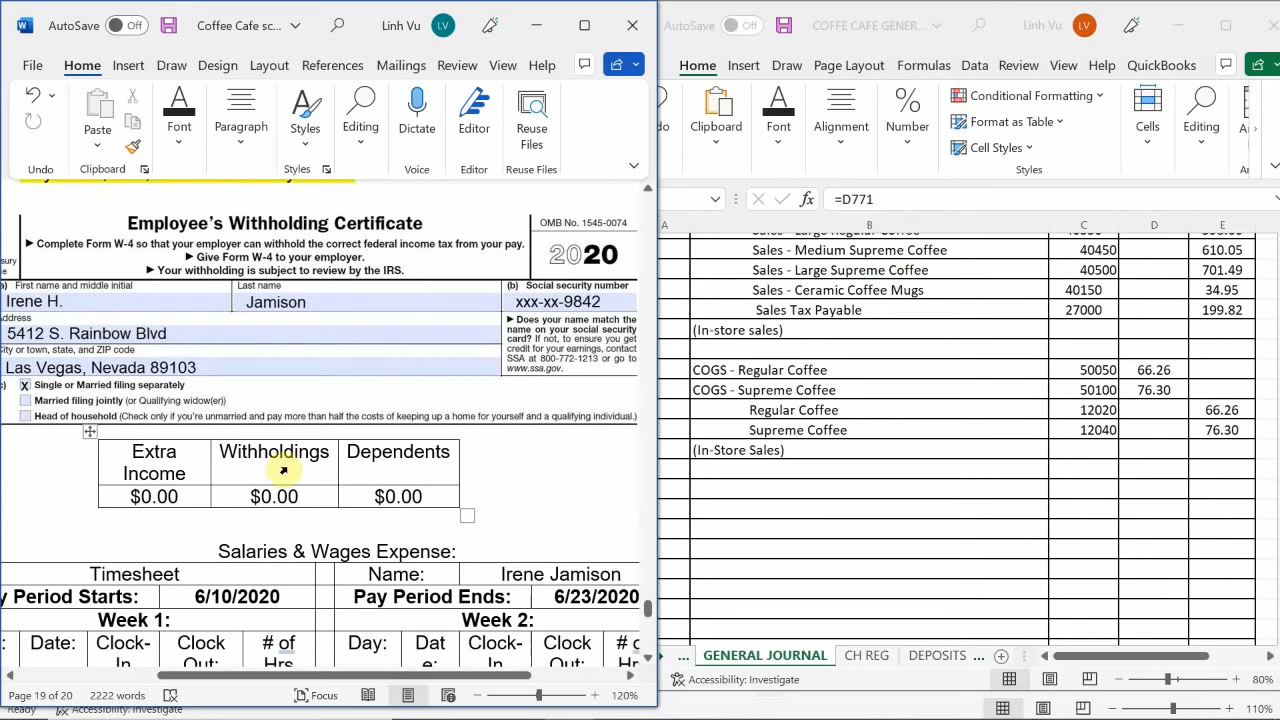 AutoSave Off Coffe Cafe sc... Linh Vu LV
File Home Insert Draw Design Layout References Mailings Review View Help
Paste Font Paragraph Styles Editing Dictate Editor Reuse Files
Undo Clipboard Styles Voice Editor Reuse Files
Employee's Withholding Certificate
OMB No. 1545-0074
▶ Complete Form W-4 so that your employer can withhold the correct federal income tax from your pay.
▶ Give Form W-4 to your employer.
▶ Your withholding is subject to review by the IRS.
2020
First name and middle initial Last name (b) Social security number
Irene H. Jamison xxx-xx-9842
Address
5412 S. Rainbow Blvd
▶ Does your name match the name on your social security card? If not, to ensure you get credit for your earnings, contact SSA at 800-772-1213 or go to www.ssa.gov.
City or town, state, and ZIP code
Las Vegas, Nevada 89103
X Single or Married filing separately
Married filing jointly (or Qualifying widow(er))
Head of household (Check only if you're unmarried and pay more than half the costs of keeping up a home for yourself and a qualifying individual.)
Extra Income Withholdings Dependents
$0.00 $0.00 $0.00
Salaries & Wages Expense:
Timesheet Name: Irene Jamison
y Period Starts: 6/10/2020 Pay Period Ends: 6/23/2020
Week 1: Week 2:
Date: Clock-In Clock Out: # of Hrs Day: Date: Clock-In Clock Out: # of
Page 19 of 20 2222 words Focus 120%
Ready Accessibility: Investigate
AutoSave Off COFFE CAFE GENER... Linh Vu LV
Home Insert Draw Page Layout Formulas Data Review View Help QuickBooks
Clipboard Font Alignment Number Conditional Formatting Format as Table Cell Styles Cells Editing
Styles
fx =D771
A B C D E
Sales - Medium Supreme Coffee 40450 610.05
Sales - Large Supreme Coffee 40500 701.49
Sales - Ceramic Coffee Mugs 40150 34.95
Sales Tax Payable 27000 199.82
(In-store sales)
COGS - Regular Coffee 50050 66.26
COGS - Supreme Coffee 50100 76.30
Regular Coffee 12020 66.26
Supreme Coffee 12040 76.30
(In-Store Sales)
... GENERAL JOURNAL CH REG DEPOSITS ...
Accessibility: Investigate 80%
110%